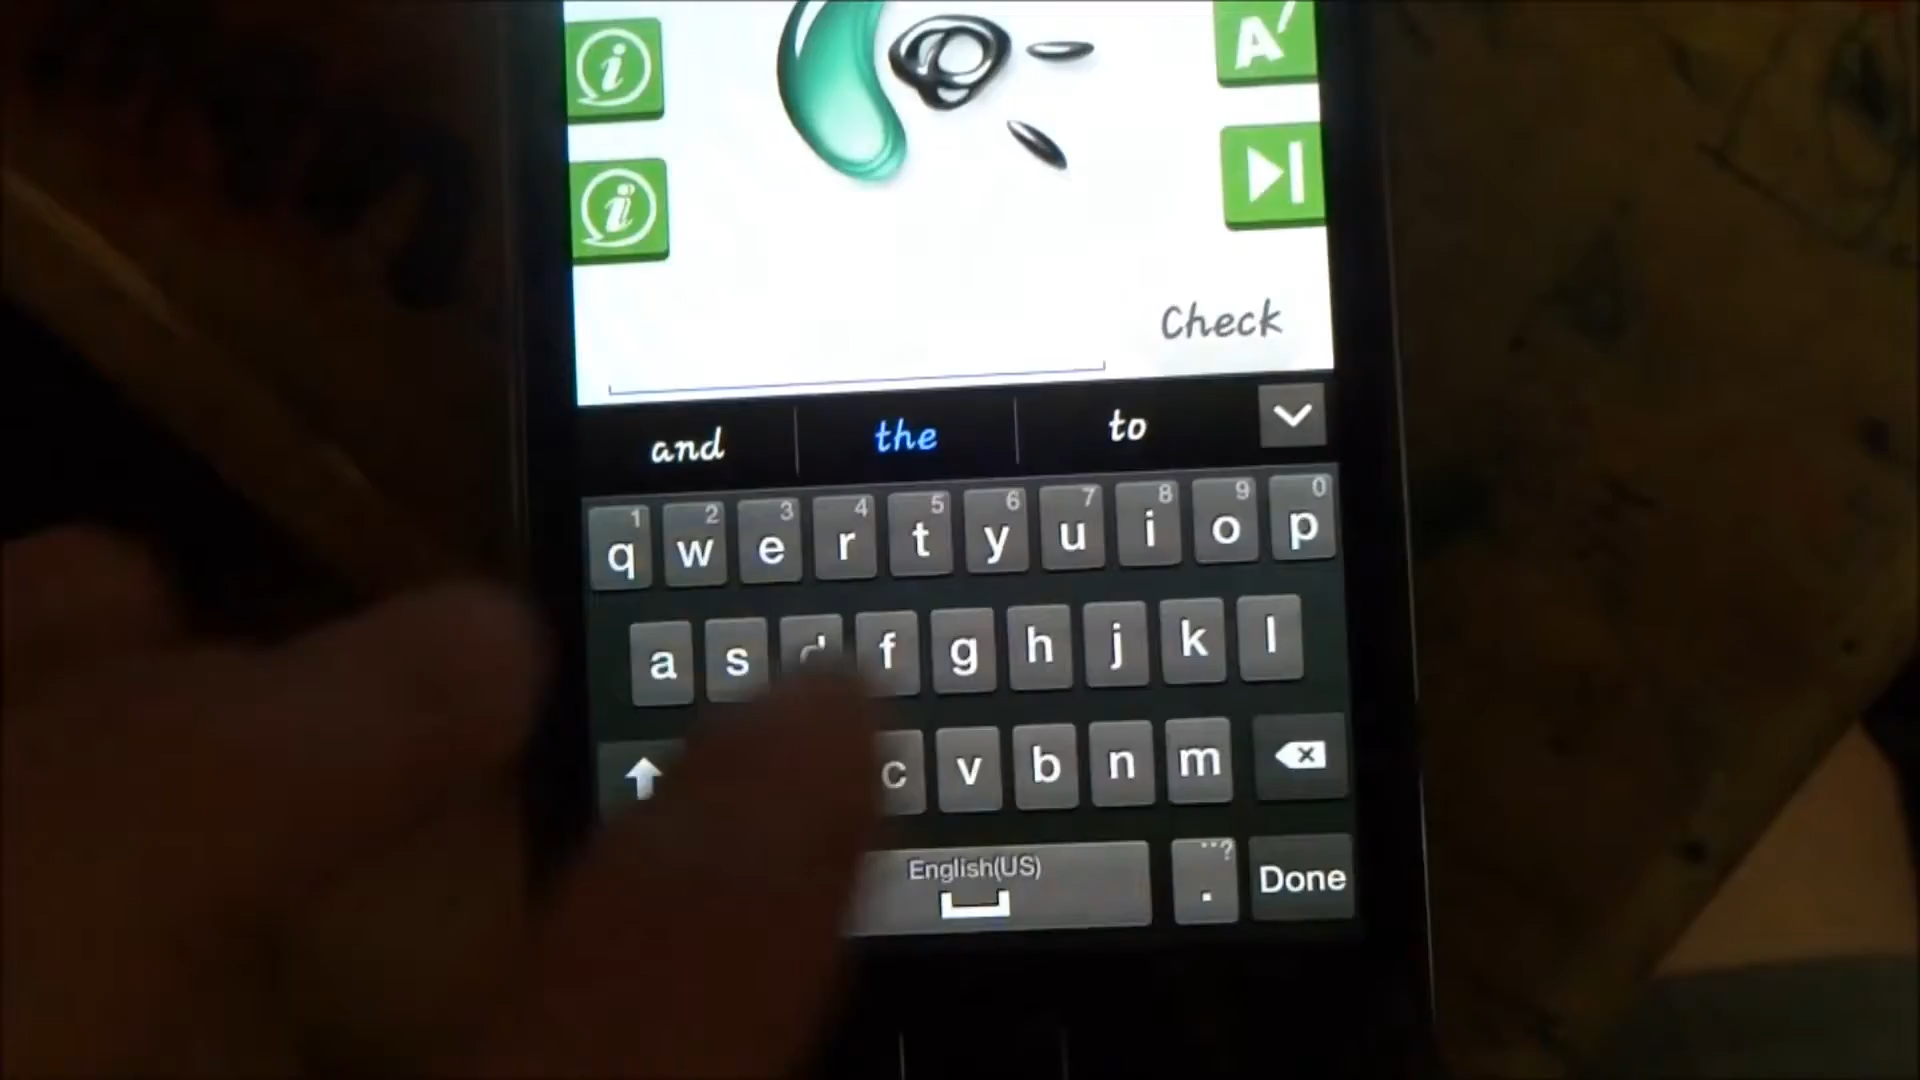 i
A
i
Check
and the to
1 2 3 4 5 6 7 8 9 0
q w e r t y u i o p
a s d f g h j k l
c v b n m
English(US) . Done